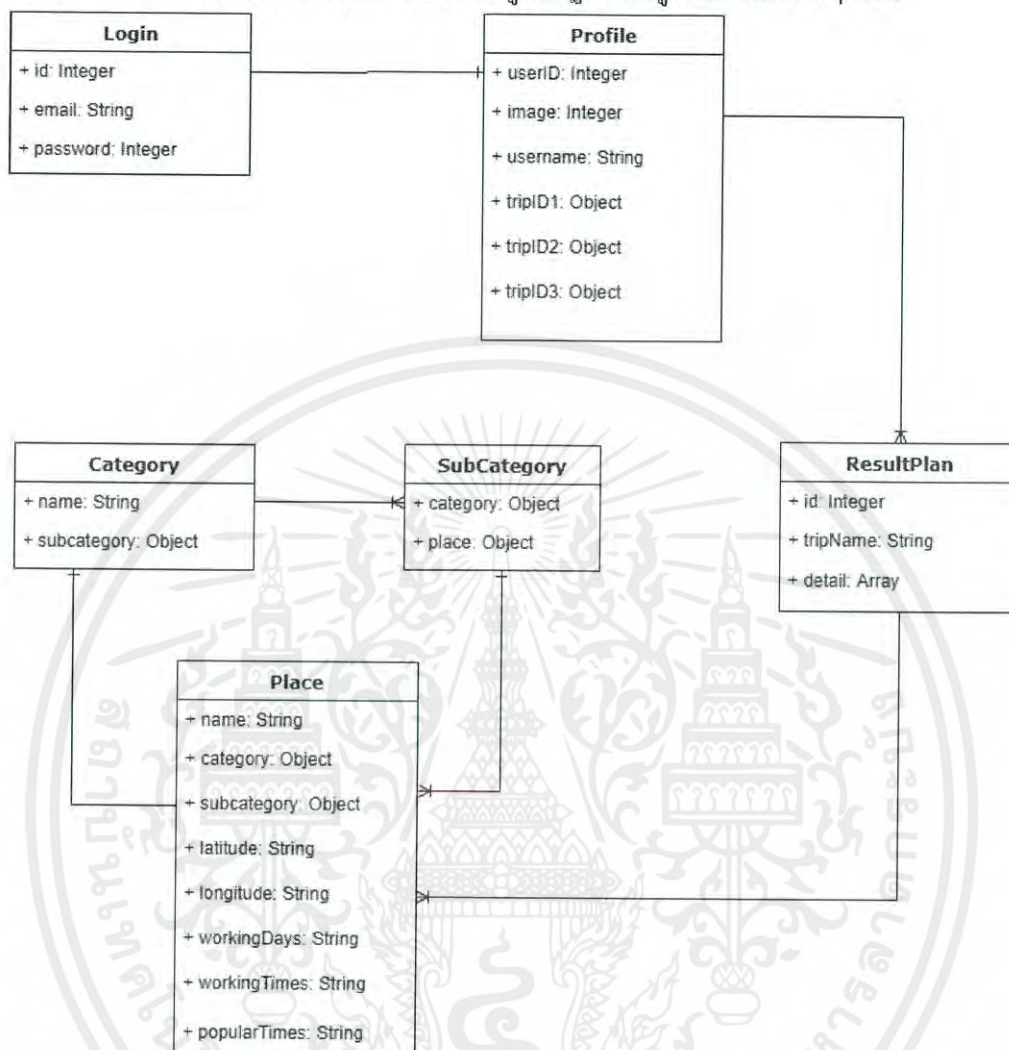 Login
+ id: Integer
+ email: String
+ password: Integer
Profile
+ userID: Integer
+ image: Integer
+ username: String
+ tripID1: Object
+ tripID2: Object
+ tripID3: Object
Category
+ name: String
+ subcategory: Object
SubCategory
+ category: Object
+ place: Object
ResultPlan
+ id: Integer
+ tripName: String
+ detail: Array
Place
+ name: String
+ category: Object
+ subcategory: Object
+ latitude: String
+ longitude: String
+ workingDays: String
+ workingTimes: String
+ popularTimes: String